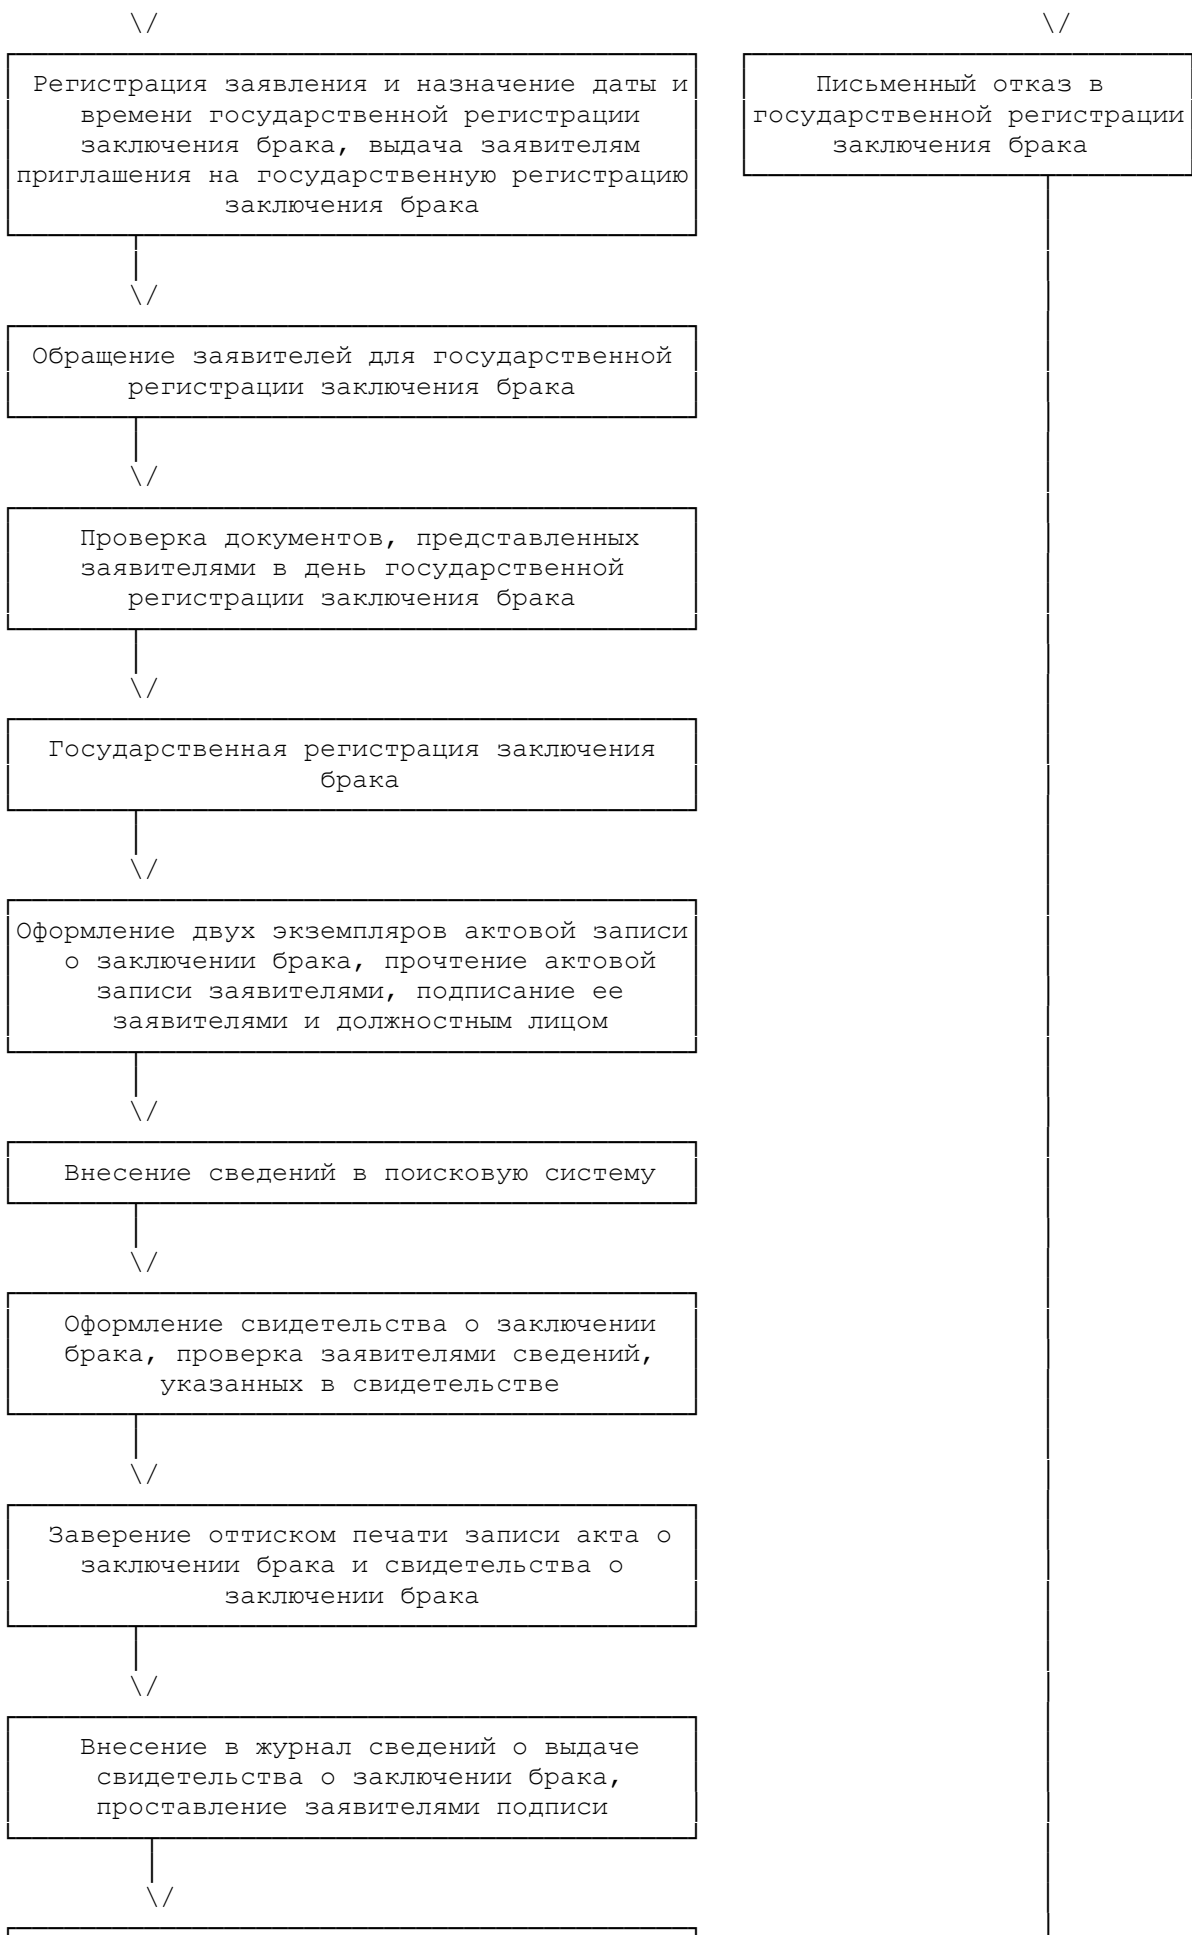 Регистрация заявления и назначение даты и
времени государственной регистрации
заключения брака, выдача заявителям
приглашения на государственную регистрацию
заключения брака
Письменный отказ в
государственной регистрации
заключения брака
Обращение заявителей для государственной
регистрации заключения брака
Проверка документов, представленных
заявителями в день государственной
регистрации заключения брака
Государственная регистрация заключения
брака
Оформление двух экземпляров актовой записи
о заключении брака, прочтение актовой
записи заявителями, подписание ее
заявителями и должностным лицом
Внесение сведений в поисковую систему
Оформление свидетельства о заключении
брака, проверка заявителями сведений,
указанных в свидетельстве
Заверение оттиском печати записи акта о
заключении брака и свидетельства о
заключении брака
Внесение в журнал сведений о выдаче
свидетельства о заключении брака,
проставление заявителями подписи